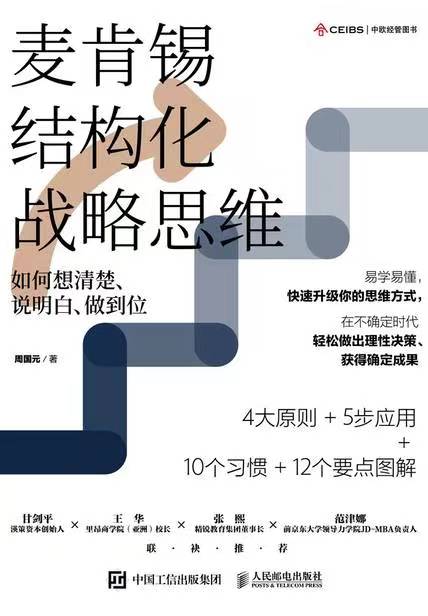 CEIBS | 中欧经管图书
麦肯锡
结构化
战略思维
如何想清楚、
说明白、做到位
周国元 / 著
易学易懂，
快速升级你的思维方式，
在不确定时代
轻松做出理性决策、
获得确定成果
4大原则 + 5步应用
+
10个习惯 + 12个要点图解
甘剑平 × 王 华 × 张 熙 × 范津娜
溪策资本创始人 里昂商学院（亚洲）校长 精锐教育集团董事长 前京东大学领导力学院JD-MBA负责人
联·袂·推·荐
中国工信出版集团 人民邮电出版社
POSTS & TELECOM PRESS